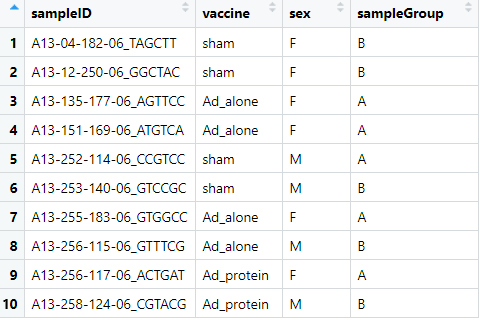 sampleID vaccine sex sampleGroup
1 A13-04-182-06_TAGCTT sham F B
2 A13-12-250-06_GGCTAC sham F B
3 A13-135-177-06_AGTTCC Ad_alone F A
4 A13-151-169-06_ATGTCA Ad_alone F A
5 A13-252-114-06_CCGTCC sham M A
6 A13-253-140-06_GTCCGC sham M B
7 A13-255-183-06_GTGGCC Ad_alone F A
8 A13-256-115-06_GTTTCG Ad_alone M B
9 A13-256-117-06_ACTGAT Ad_protein F A
10 A13-258-124-06_CGTACG Ad_protein M B